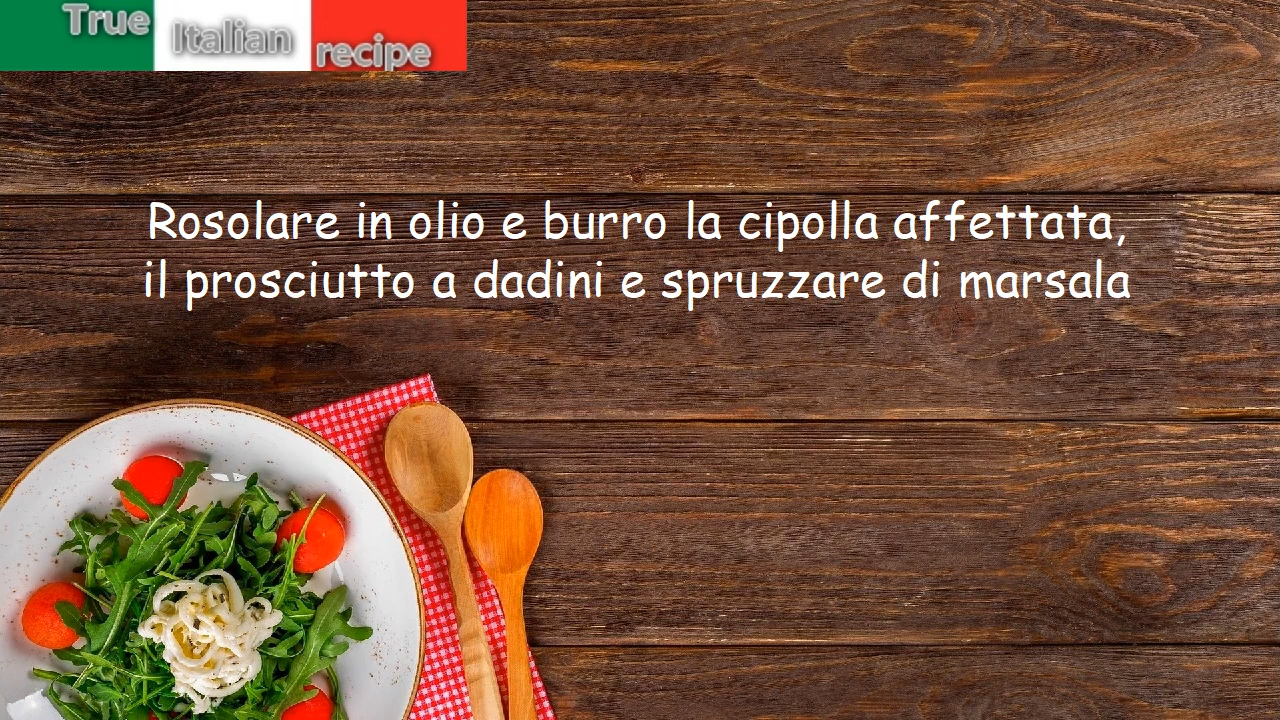 True Italian recipe
Rosolare in olio e burro la cipolla affettata,
il prosciutto a dadini e spruzzare di marsala